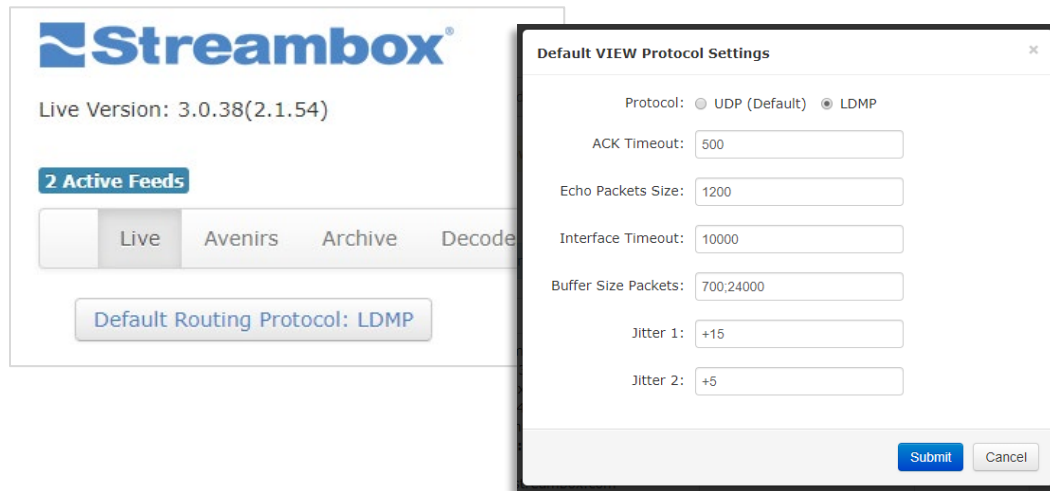 Streambox®
Live Version: 3.0.38(2.1.54)
2 Active Feeds
Live Avenirs Archive Decode
Default Routing Protocol: LDMP
Default VIEW Protocol Settings ×
Protocol: UDP (Default) LDMP
ACK Timeout: 500
Echo Packets Size: 1200
Interface Timeout: 10000
Buffer Size Packets: 700;24000
Jitter 1: +15
Jitter 2: +5
Submit Cancel